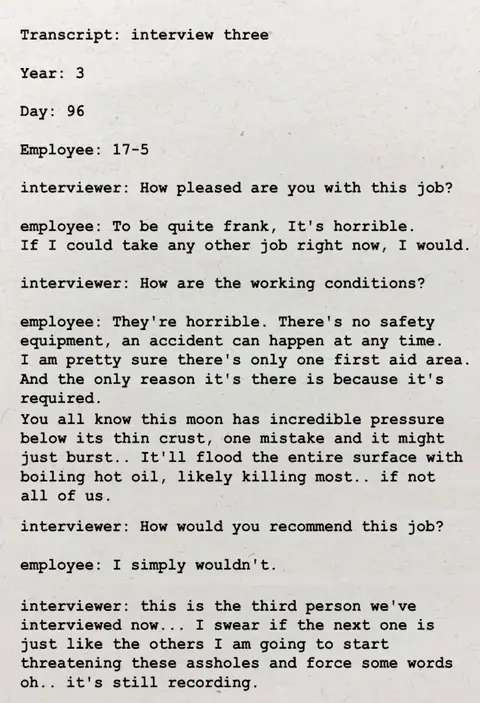 Transcript: interview three
Year: 3
Day: 96
Employee: 17-5
interviewer: How pleased are you with this job?
employee: To be quite frank, It's horrible.
If I could take any other job right now, I would.
interviewer: How are the working conditions?
employee: They're horrible. There's no safety
equipment, an accident can happen at any time.
I am pretty sure there's only one first aid area.
And the only reason it's there is because it's
required.
You all know this moon has incredible pressure
below its thin crust, one mistake and it might
just burst.. It'll flood the entire surface with
boiling hot oil, likely killing most.. if not
all of us.
interviewer: How would you recommend this job?
employee: I simply wouldn't.
interviewer: this is the third person we've
interviewed now... I swear if the next one is
just like the others I am going to start
threatening these assholes and force some words
oh.. it's still recording.